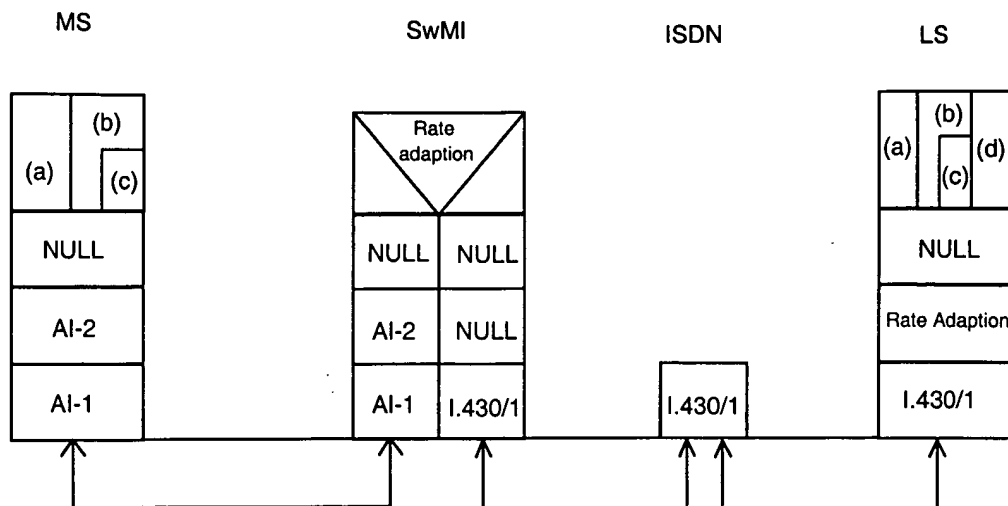 MS SwMI ISDN LS
(a) (b) (c)
NULL
AI-2
AI-1
Rate
adaption
NULL NULL
AI-2 NULL
AI-1 I.430/1
I.430/1
(a) (b) (c) (d)
NULL
Rate Adaption
I.430/1